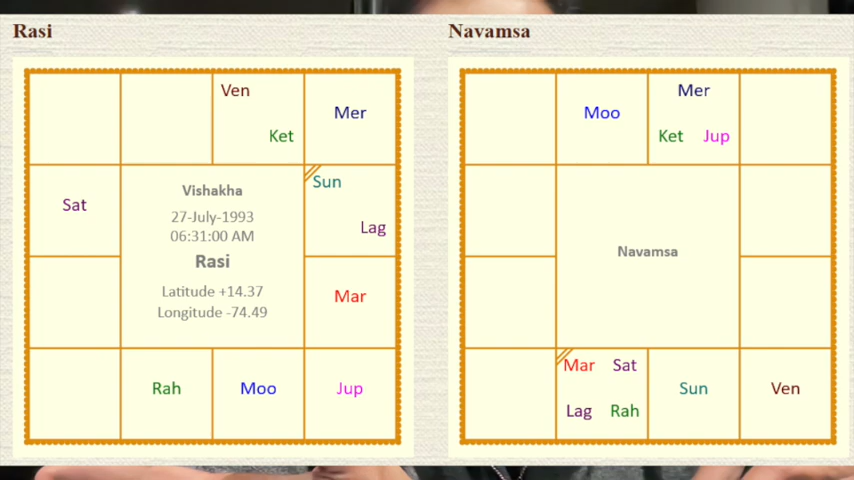 Rasi
Navamsa
Ven
Ket
Mer
Sat
Vishakha
27-July-1993
06:31:00 AM
Rasi
Latitude +14.37
Longitude -74.49
Sun
Lag
Mar
Rah
Moo
Jup
Moo
Mer
Ket Jup
Navamsa
Mar Sat
Lag Rah
Sun
Ven